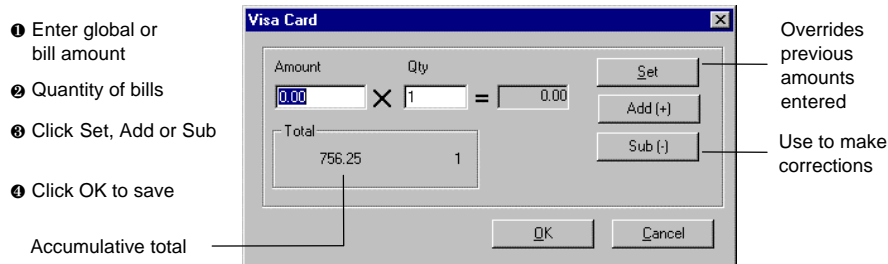 ❶ Enter global or
bill amount
❷ Quantity of bills
❸ Click Set, Add or Sub
❹ Click OK to save
Accumulative total
Visa Card
Amount Qty
0.00 × 1 = 0.00
Total
756.25 1
Set
Add (+)
Sub (-)
OK Cancel
Overrides
previous
amounts
entered
Use to make
corrections